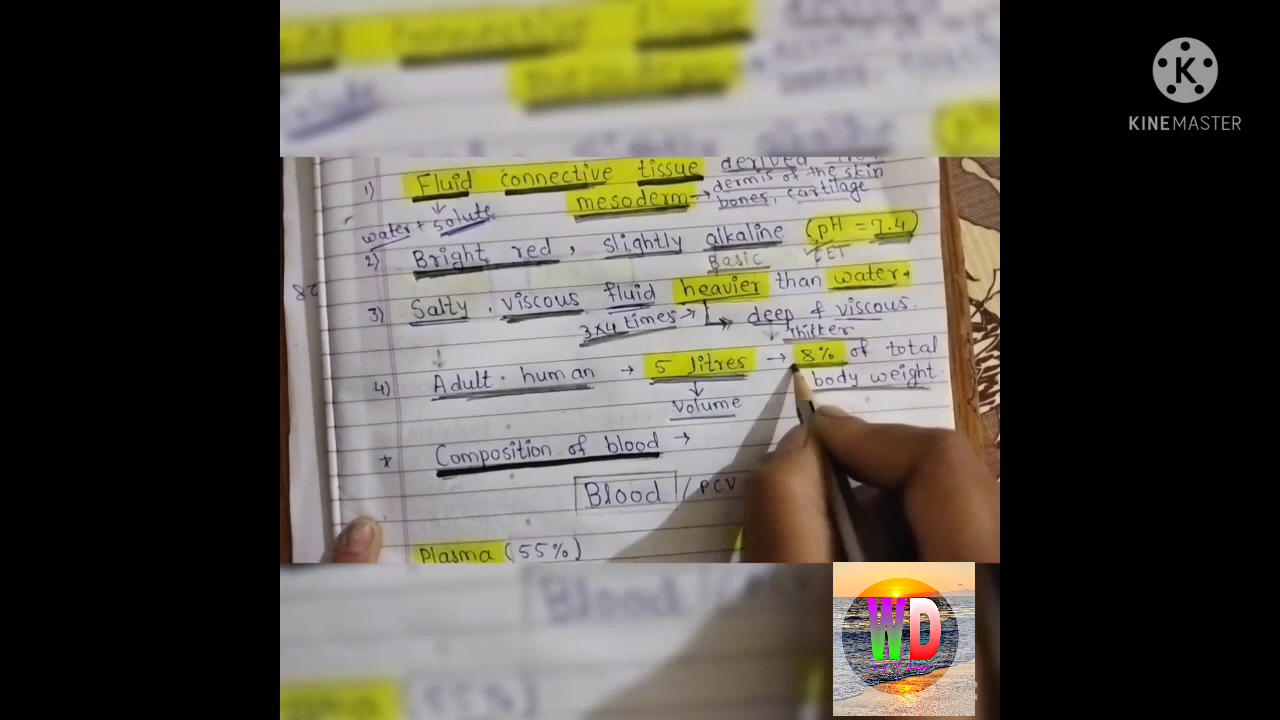 KINEMASTER
1) Fluid connective tissue derived
mesoderm → dermis of the skin
bones, cartilage
water + solute
2) Bright red, slightly alkaline (pH = 7.4)
Basic CET
28
3) Salty, viscous fluid heavier than water.
3x4 times → deep & viscous.
thicker
4) Adult human → 5 litres → 8% of total
body weight.
Volume
* Composition of blood →
Blood / PCV
Plasma (55%)
WD